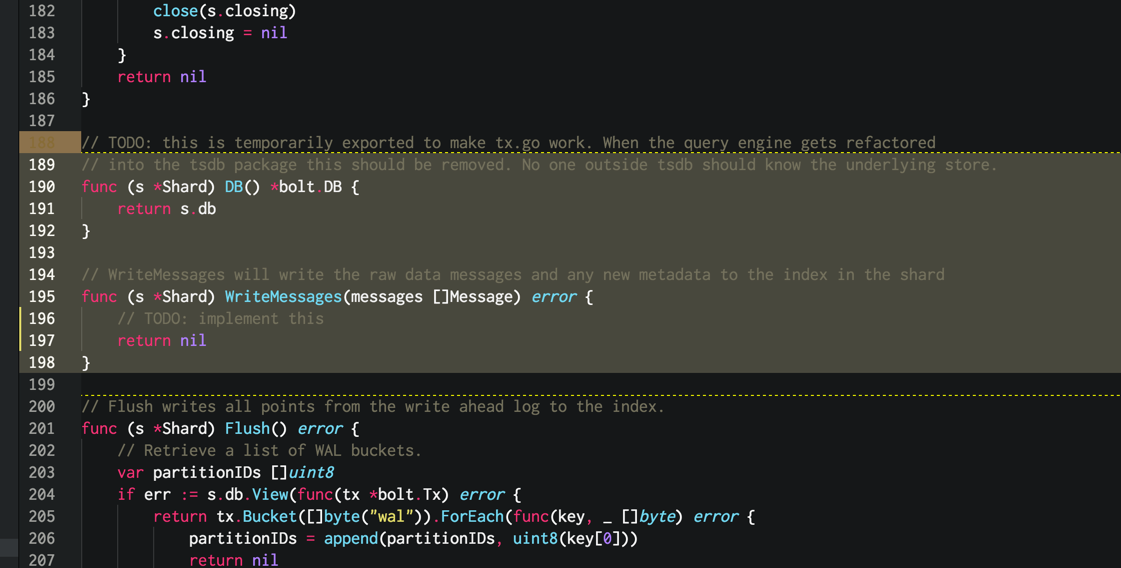 182 close(s.closing)
183 s.closing = nil
184 }
185 return nil
186 }
187
188 // TODO: this is temporarily exported to make tx.go work. When the query engine gets refactored
189 // into the tsdb package this should be removed. No one outside tsdb should know the underlying store.
190 func (s *Shard) DB() *bolt.DB {
191 return s.db
192 }
193
194 // WriteMessages will write the raw data messages and any new metadata to the index in the shard
195 func (s *Shard) WriteMessages(messages []Message) error {
196 // TODO: implement this
197 return nil
198 }
199
200 // Flush writes all points from the write ahead log to the index.
201 func (s *Shard) Flush() error {
202 // Retrieve a list of WAL buckets.
203 var partitionIDs []uint8
204 if err := s.db.View(func(tx *bolt.Tx) error {
205 return tx.Bucket([]byte("wal")).ForEach(func(key, _ []byte) error {
206 partitionIDs = append(partitionIDs, uint8(key[0]))
207 return nil